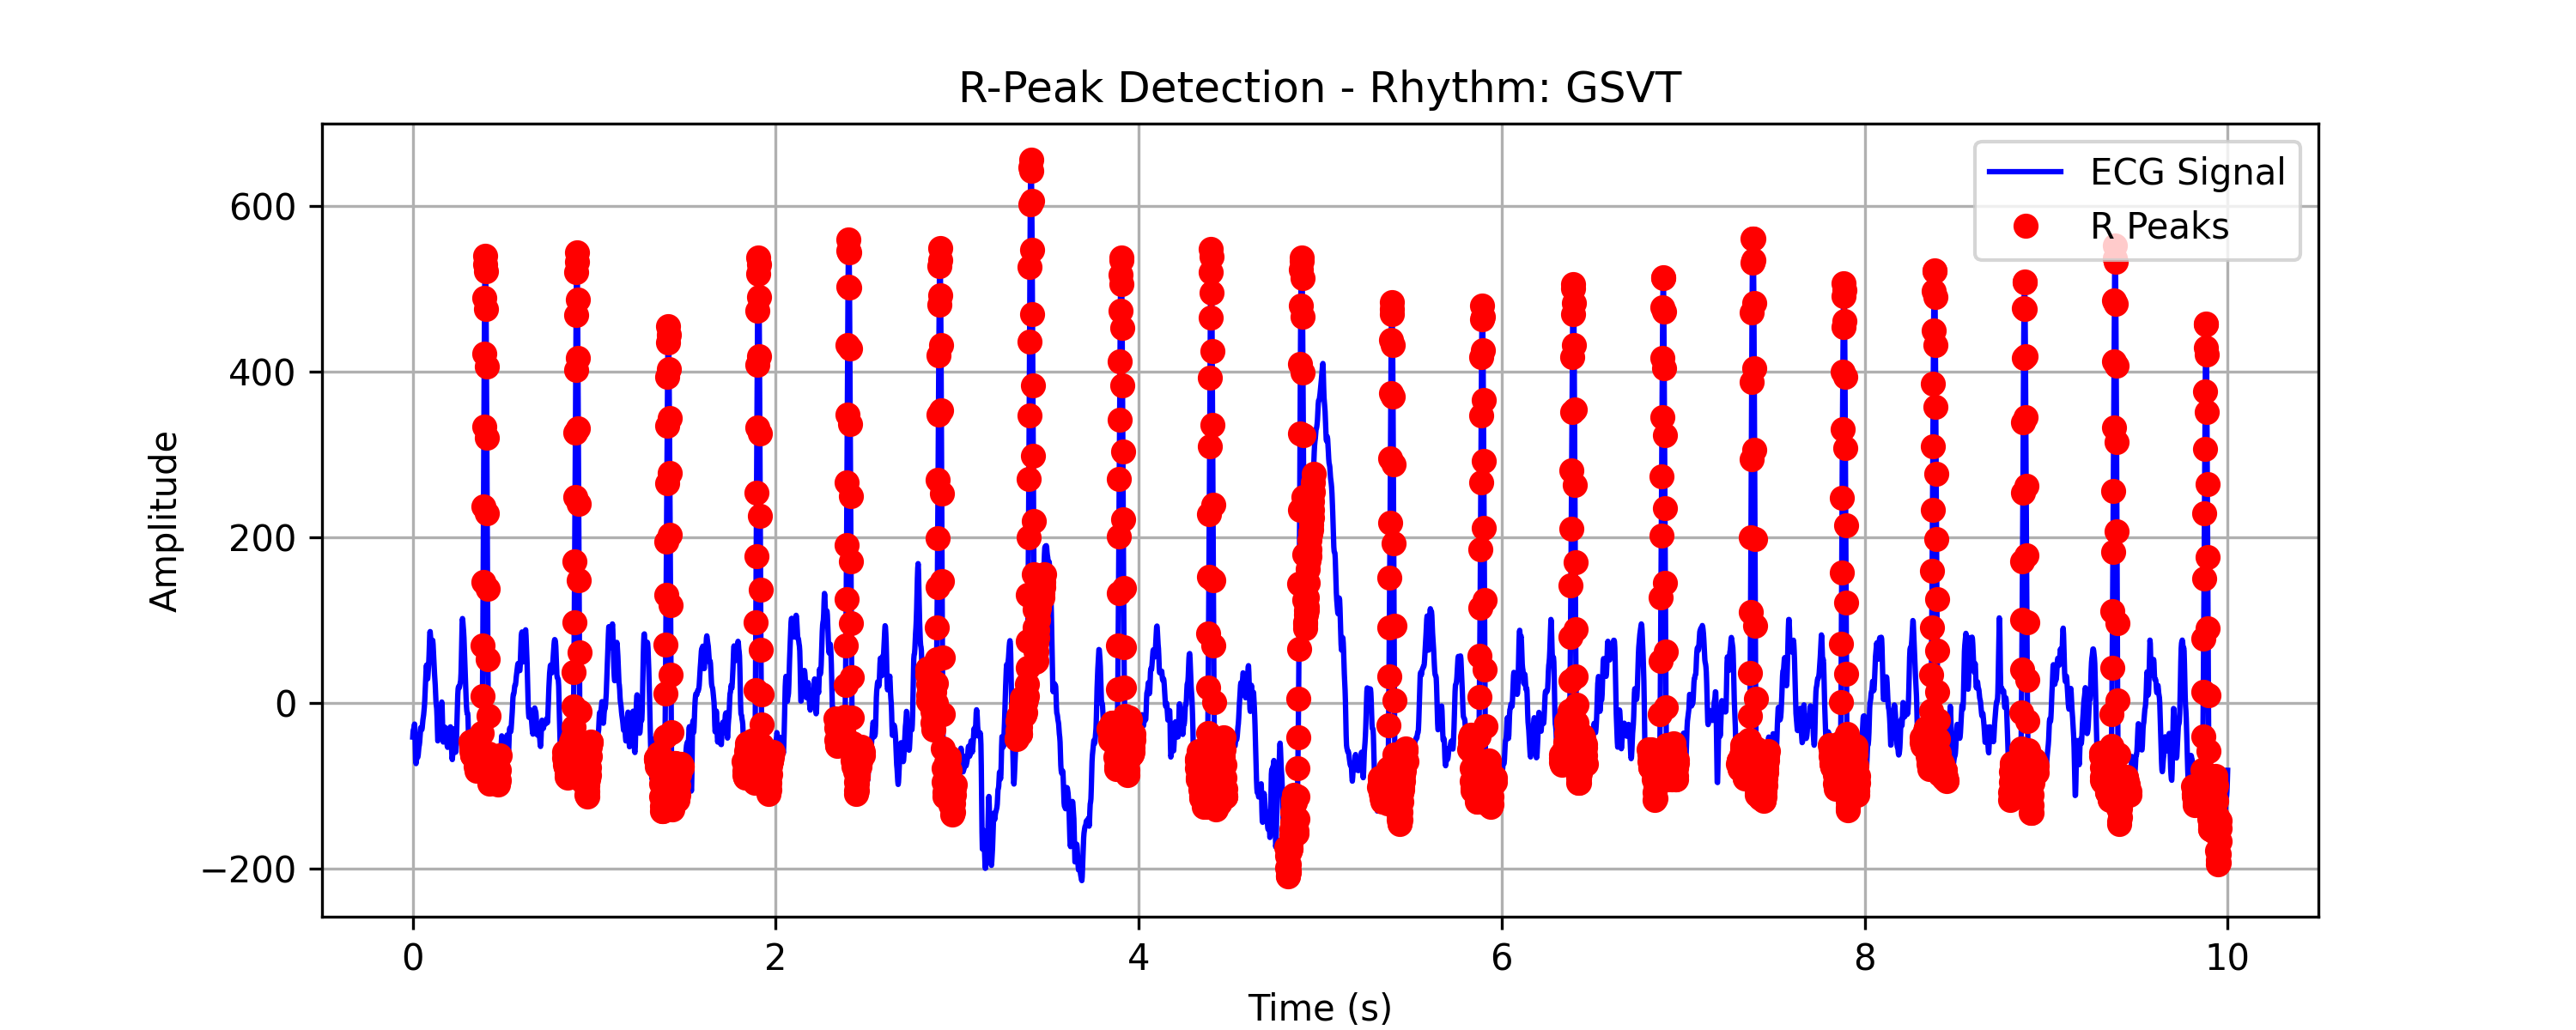 R-Peak Detection - Rhythm: GSVT
ECG Signal
R Peaks
600
400
200
0
−200
Amplitude
0 2 4 6 8 10
Time (s)